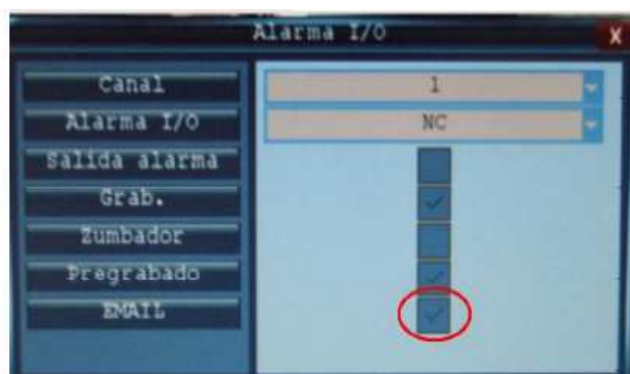 Alarma I/O
X
Canal 1
Alarma I/O NC
Salida alarma
Grab.
Zumbador
Pregrabado
EMAIL